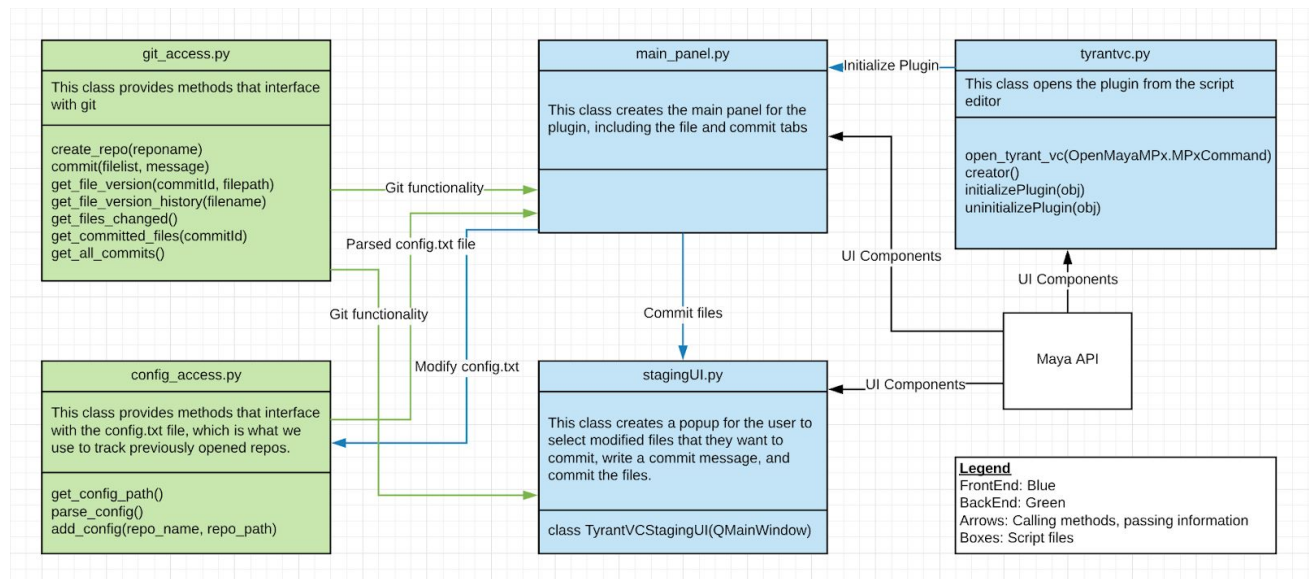 git_access.py
This class provides methods that interface
with git
create_repo(reponame)
commit(filelist, message)
get_file_version(commitId, filepath)
get_file_version_history(filename)
get_files_changed()
get_committed_files(commitId)
get_all_commits()
main_panel.py
This class creates the main panel for the
plugin, including the file and commit tabs
Initialize Plugin
tyrantvc.py
This class opens the plugin from the script
editor
open_tyrant_vc(OpenMayaMPx.MPxCommand)
creator()
initializePlugin(obj)
uninitializePlugin(obj)
Git functionality
Parsed config.txt file
UI Components
UI Components
Git functionality
Commit files
Modify config.txt
Maya API
config_access.py
This class provides methods that interface
with the config.txt file, which is what we
use to track previously opened repos.
get_config_path()
parse_config()
add_config(repo_name, repo_path)
stagingUI.py
This class creates a popup for the user to
select modified files that they want to
commit, write a commit message, and
commit the files.
class TyrantVCStagingUI(QMainWindow)
UI Components
Legend
FrontEnd: Blue
BackEnd: Green
Arrows: Calling methods, passing information
Boxes: Script files